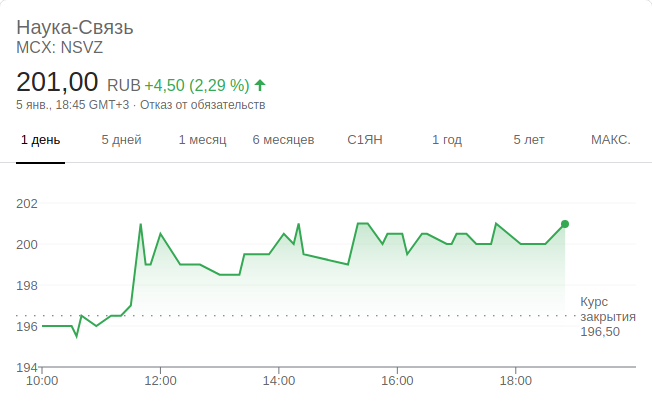 Наука-Связь
MCX: NSVZ
201,00 RUB +4,50 (2,29 %)
5 янв., 18:45 GMT+3 · Отказ от обязательств
1 день 5 дней 1 месяц 6 месяцев С1ЯН 1 год 5 лет МАКС.
202
200
198
196
194
Курс
закрытия
196,50
10:00 12:00 14:00 16:00 18:00